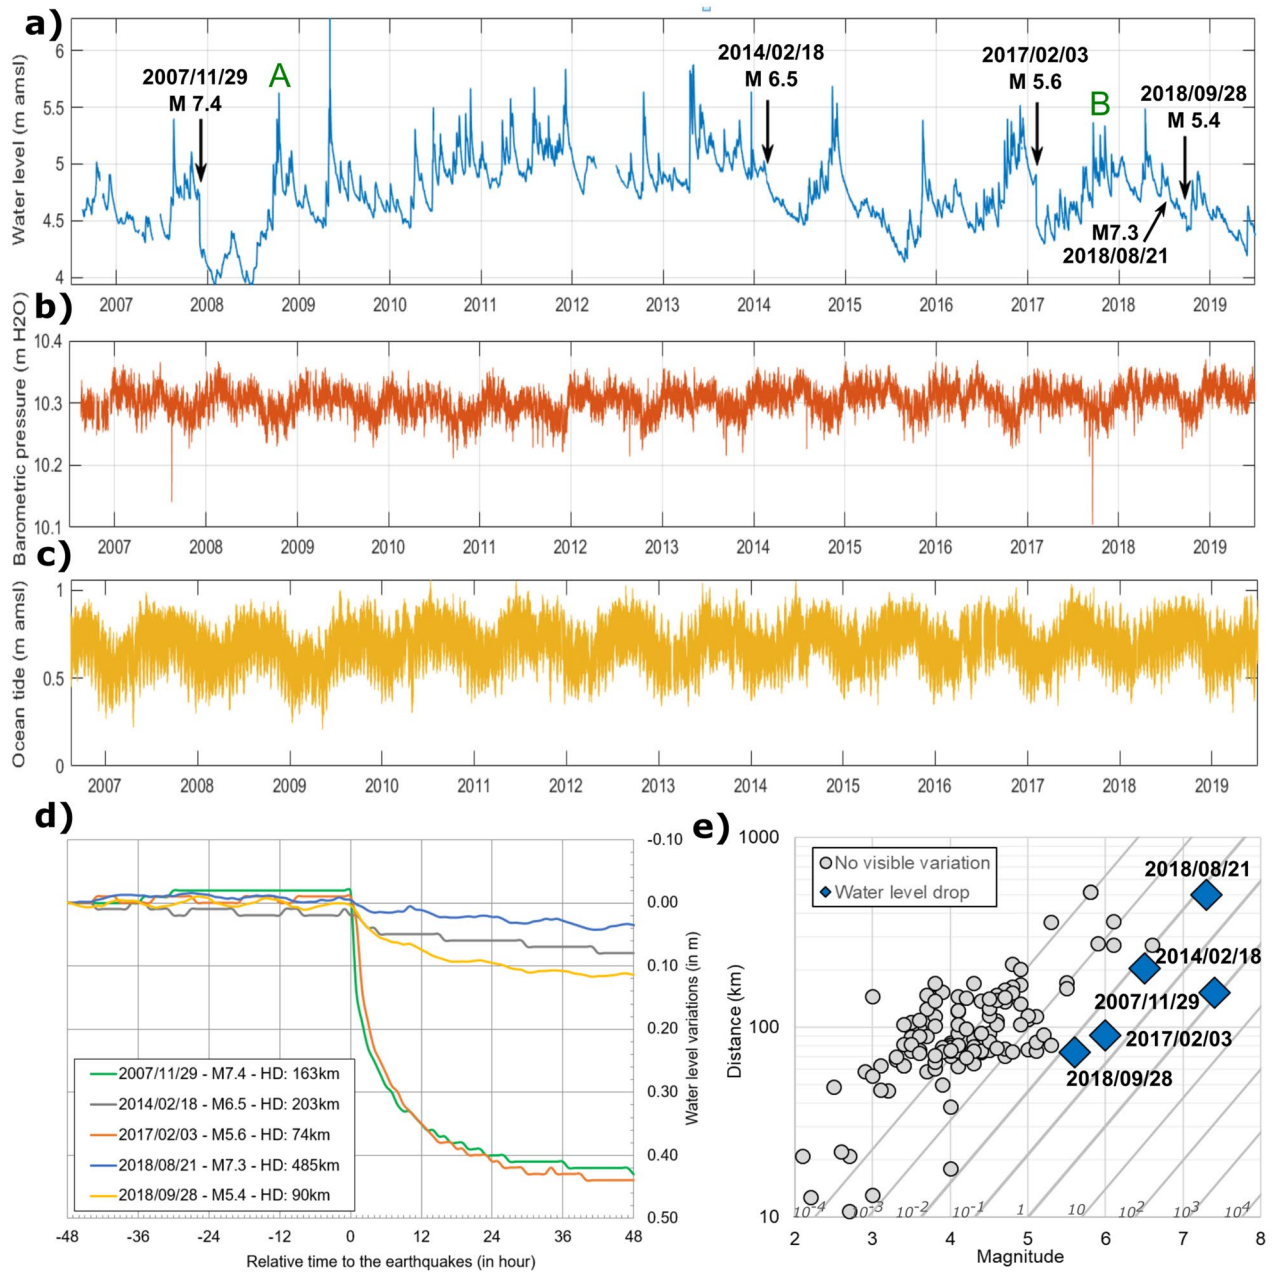 a)
Water level (m amsl)
6
5.5
5
4.5
4
2007/11/29
M 7.4
A
2014/02/18
M 6.5
2017/02/03
M 5.6
B
2018/09/28
M 5.4
M7.3
2018/08/21
2007 2008 2009 2010 2011 2012 2013 2014 2015 2016 2017 2018 2019
b)
Barometric pressure (m H2O)
10.4
10.3
10.2
10.1
2007 2008 2009 2010 2011 2012 2013 2014 2015 2016 2017 2018 2019
c)
Ocean tide (m amsl)
1
0.5
0
2007 2008 2009 2010 2011 2012 2013 2014 2015 2016 2017 2018 2019
d)
-0.10
0.00
0.10
0.20
0.30
0.40
0.50
Water level variations (in m)
2007/11/29 - M7.4 - HD: 163km
2014/02/18 - M6.5 - HD: 203km
2017/02/03 - M5.6 - HD: 74km
2018/08/21 - M7.3 - HD: 485km
2018/09/28 - M5.4 - HD: 90km
-48 -36 -24 -12 0 12 24 36 48
Relative time to the earthquakes (in hour)
e)
1000
100
10
Distance (km)
No visible variation
Water level drop
2018/08/21
2014/02/18
2007/11/29
2017/02/03
2018/09/28
10-4 10-3 10-2 10-1 1 10 102 103 104
2 3 4 5 6 7 8
Magnitude